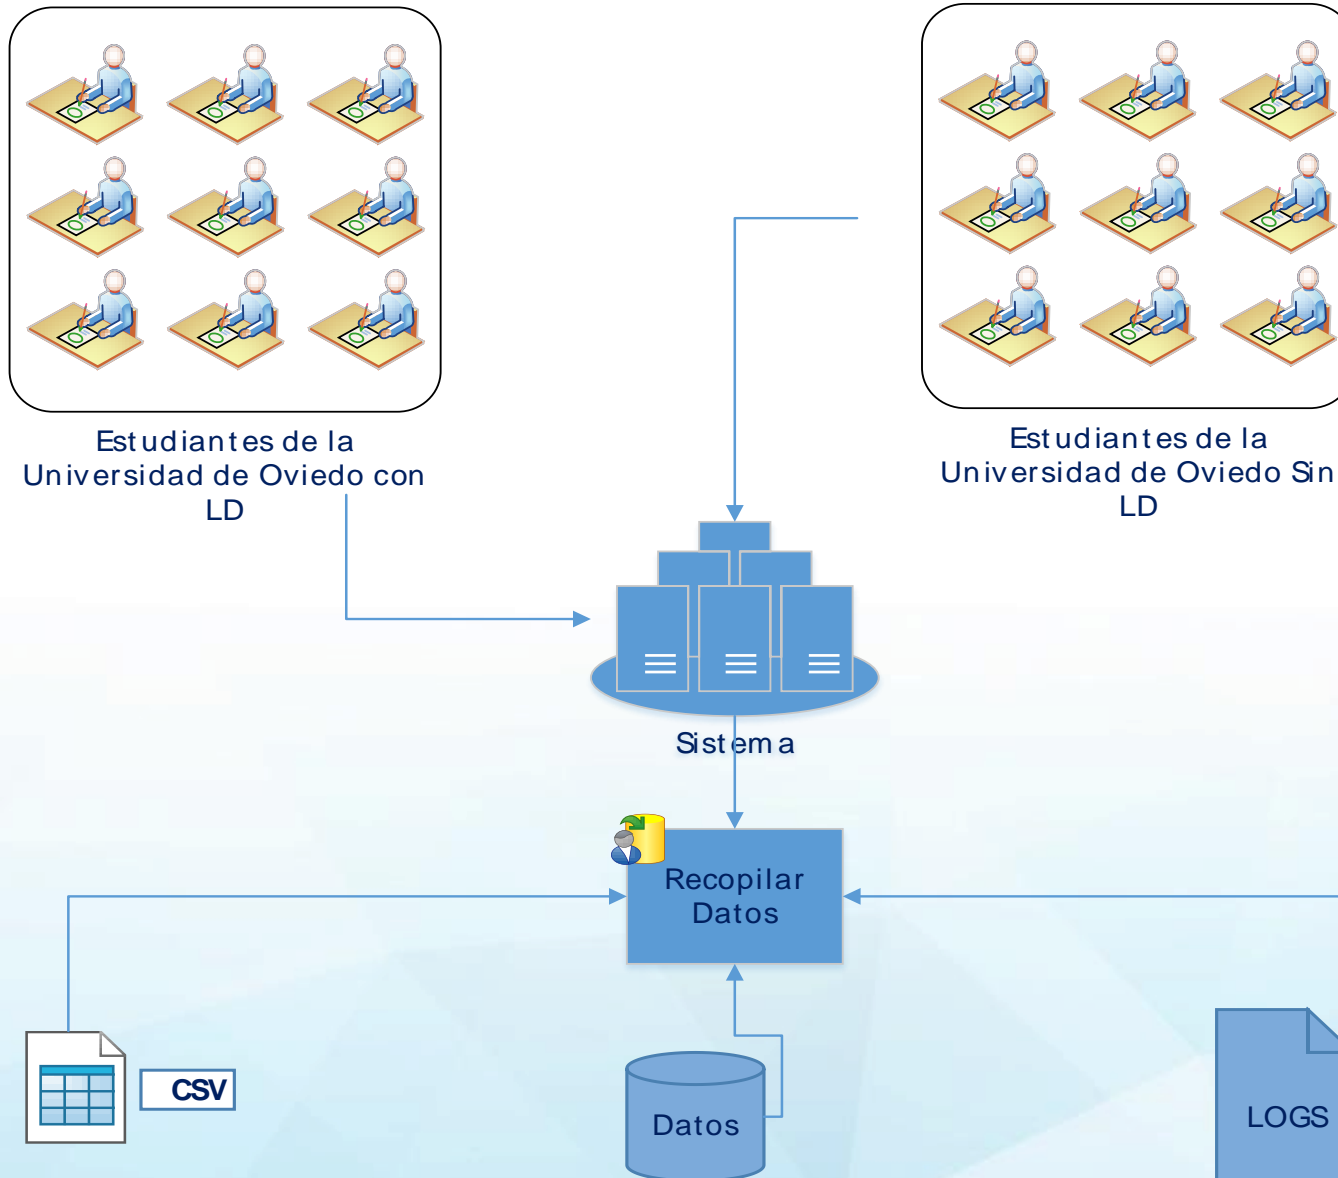 Estudiantes de la
Universidad de Oviedo con
LD
Estudiantes de la
Universidad de Oviedo Sin
LD
Sistema
Recopilar
Datos
CSV
Datos
LOGS